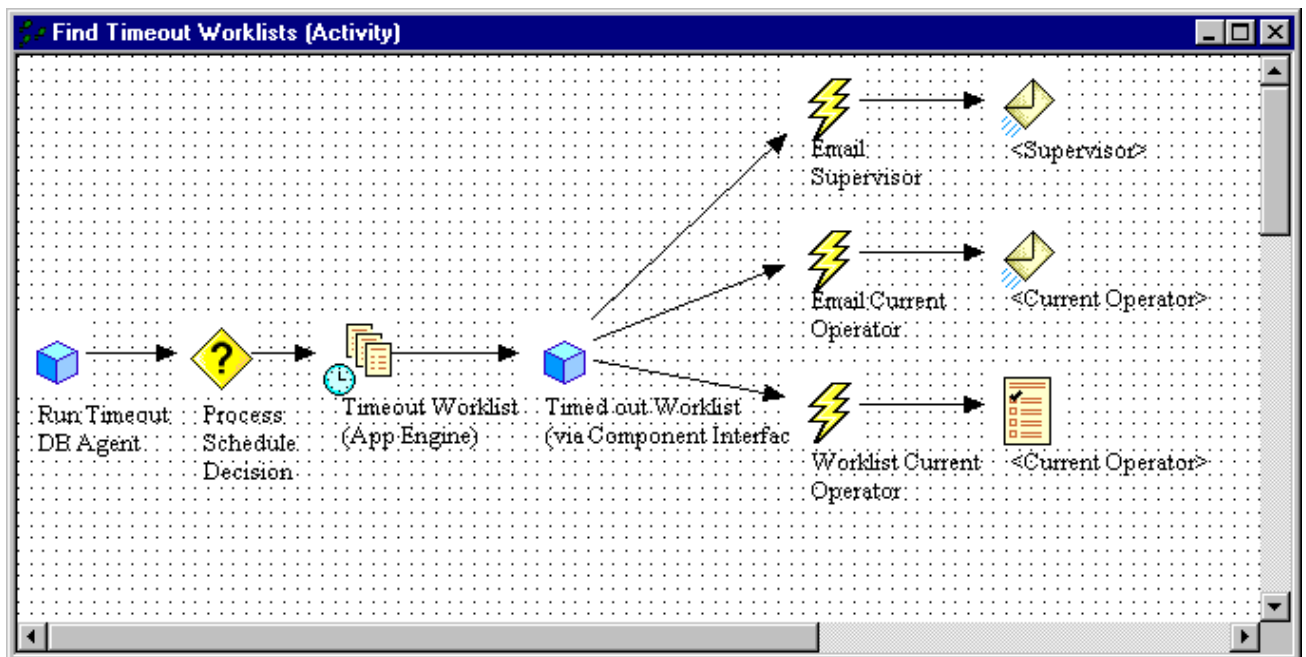 Find Timeout Worklists (Activity)
Email
Supervisor
<Supervisor>
Email Current
Operator
<Current Operator>
?
Run Timeout
DB Agent
Process
Schedule
Decision
Timeout Worklist
(App Engine)
Timed out Worklist
(via Component Interfac
Worklist Current
Operator
<Current Operator>